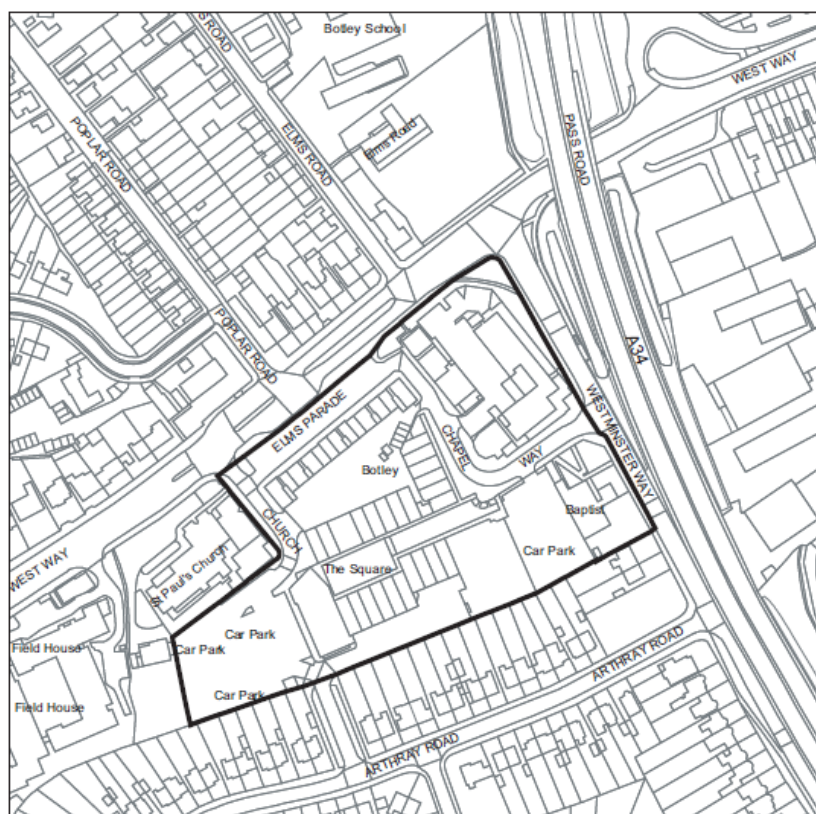 Botley School
ROAD
ELMS ROAD
POPLAR ROAD
Elms Road
PASS ROAD
WEST WAY
POPLAR ROAD
A34
ELMS PARADE
WESTMINSTER WAY
CHAPEL
WAY
Botley
CHURCH
Baptist
Car Park
The Square
St Paul's Church
WEST WAY
Car Park
Car Park
Field House
Car Park
Field House
ARTHRAY ROAD
ARTHRAY ROAD